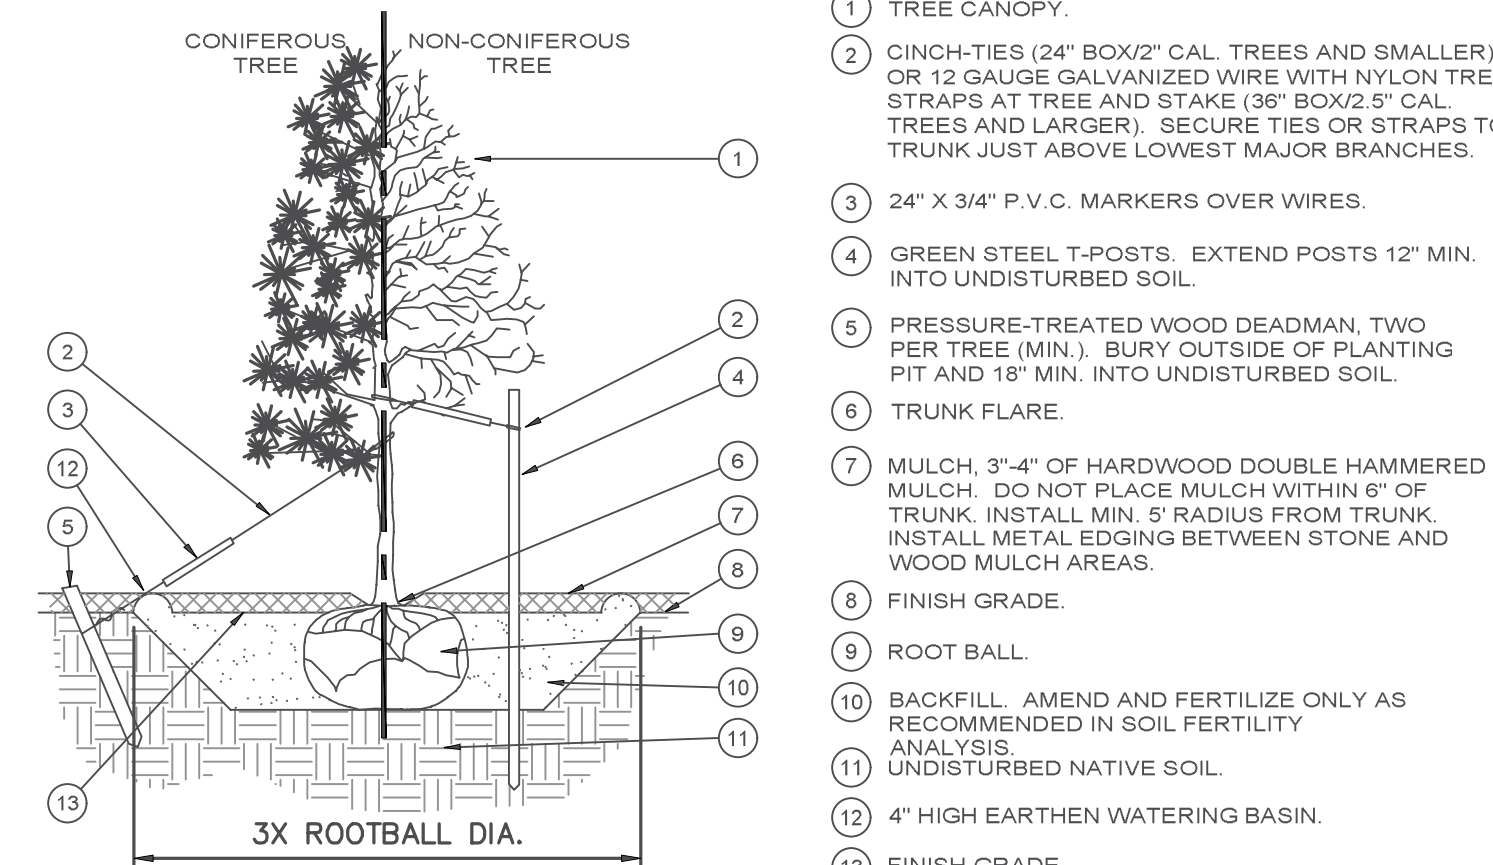 CONIFEROUS
TREE
NON-CONIFEROUS
TREE
1
2
4
6
7
8
9
10
11
2
3
12
5
13
3X ROOTBALL DIA.
1 TREE CANOPY.
2 CINCH-TIES (24" BOX/2" CAL. TREES AND SMALLER)
OR 12 GAUGE GALVANIZED WIRE WITH NYLON TRE
STRAPS AT TREE AND STAKE (36" BOX/2.5" CAL.
TREES AND LARGER). SECURE TIES OR STRAPS TO
TRUNK JUST ABOVE LOWEST MAJOR BRANCHES.
3 24" X 3/4" P.V.C. MARKERS OVER WIRES.
4 GREEN STEEL T-POSTS. EXTEND POSTS 12" MIN.
INTO UNDISTURBED SOIL.
5 PRESSURE-TREATED WOOD DEADMAN, TWO
PER TREE (MIN.). BURY OUTSIDE OF PLANTING
PIT AND 18" MIN. INTO UNDISTURBED SOIL.
6 TRUNK FLARE.
7 MULCH, 3"-4" OF HARDWOOD DOUBLE HAMMERED
MULCH. DO NOT PLACE MULCH WITHIN 6" OF
TRUNK. INSTALL MIN. 5' RADIUS FROM TRUNK.
INSTALL METAL EDGING BETWEEN STONE AND
WOOD MULCH AREAS.
8 FINISH GRADE.
9 ROOT BALL.
10 BACKFILL. AMEND AND FERTILIZE ONLY AS
RECOMMENDED IN SOIL FERTILITY
ANALYSIS.
11 UNDISTURBED NATIVE SOIL.
12 4" HIGH EARTHEN WATERING BASIN.
13 FINISH GRADE